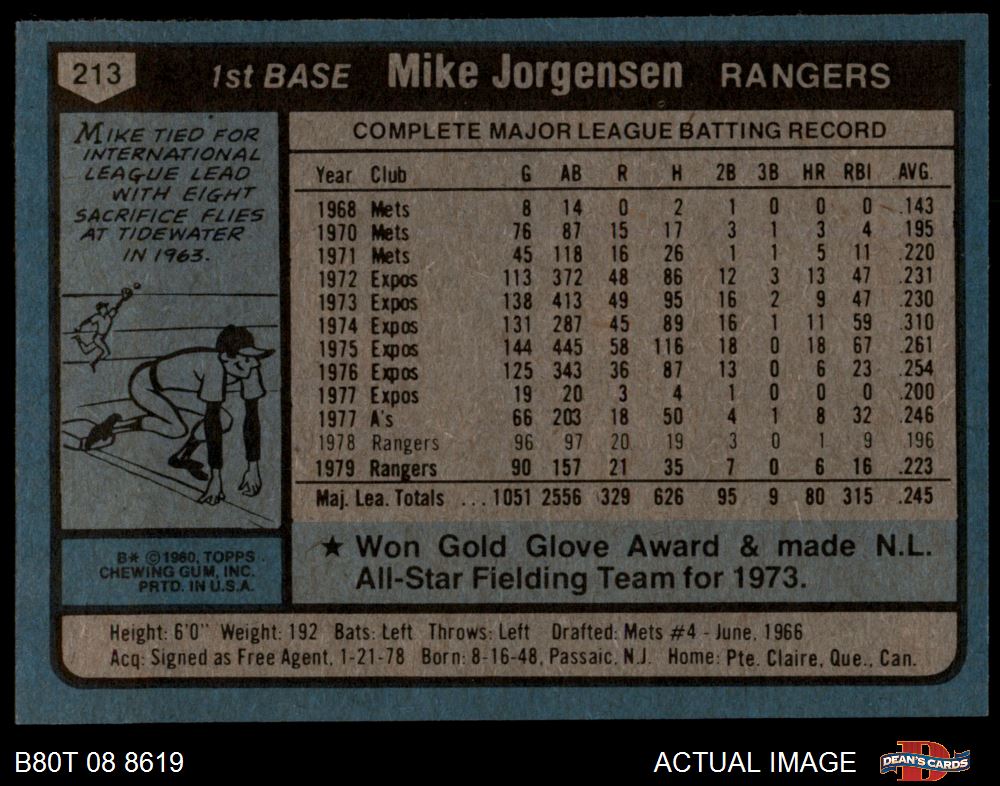 213 1st BASE Mike Jorgensen RANGERS
MIKE TIED FOR
INTERNATIONAL
LEAGUE LEAD
WITH EIGHT
SACRIFICE FLIES
AT TIDEWATER
IN 1963.
COMPLETE MAJOR LEAGUE BATTING RECORD
Year Club G AB R H 2B 3B HR RBI AVG.
1968 Mets 8 14 0 2 1 0 0 0 .143
1970 Mets 76 87 15 17 3 1 3 4 .195
1971 Mets 45 118 16 26 1 1 5 11 .220
1972 Expos 113 372 48 86 12 3 13 47 .231
1973 Expos 138 413 49 95 16 2 9 47 .230
1974 Expos 131 287 45 89 16 1 11 59 .310
1975 Expos 144 445 58 116 18 0 18 67 .261
1976 Expos 125 343 36 87 13 0 6 23 .254
1977 Expos 19 20 3 4 1 0 0 0 .200
1977 A's 66 203 18 50 4 1 8 32 .246
1978 Rangers 96 97 20 19 3 0 1 9 .196
1979 Rangers 90 157 21 35 7 0 6 16 .223
Maj. Lea. Totals ... 1051 2556 329 626 95 9 80 315 .245
★ Won Gold Glove Award & made N.L.
All-Star Fielding Team for 1973.
B* ©1980, TOPPS
CHEWING GUM, INC.
PRTD. IN U.S.A.
Height: 6'0" Weight: 192 Bats: Left Throws: Left Drafted: Mets #4 - June, 1966
Acq: Signed as Free Agent, 1-21-78 Born: 8-16-48, Passaic, N.J. Home: Pte. Claire, Que., Can.
B80T 08 8619 ACTUAL IMAGE D DEAN'S CARDS